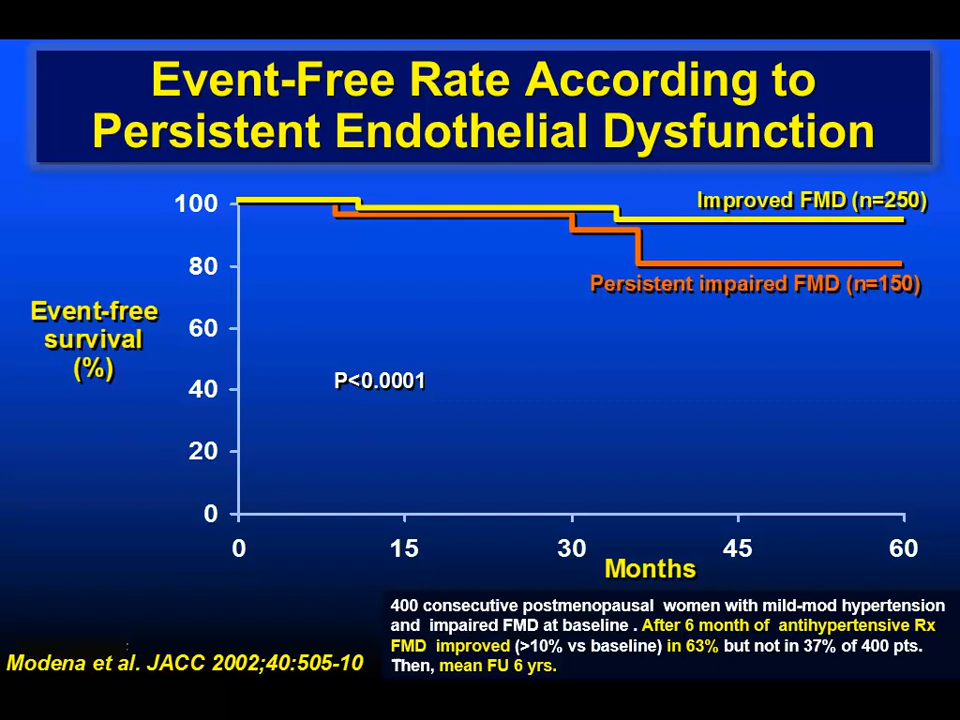 Event-Free Rate According to
Persistent Endothelial Dysfunction
100
80
60
40
20
0
Event-free
survival
(%)
Improved FMD (n=250)
Persistent impaired FMD (n=150)
P<0.0001
0 15 30 45 60
Months
400 consecutive postmenopausal women with mild-mod hypertension
and impaired FMD at baseline . After 6 month of antihypertensive Rx
FMD improved (>10% vs baseline) in 63% but not in 37% of 400 pts.
Then, mean FU 6 yrs.
:
Modena et al. JACC 2002;40:505-10